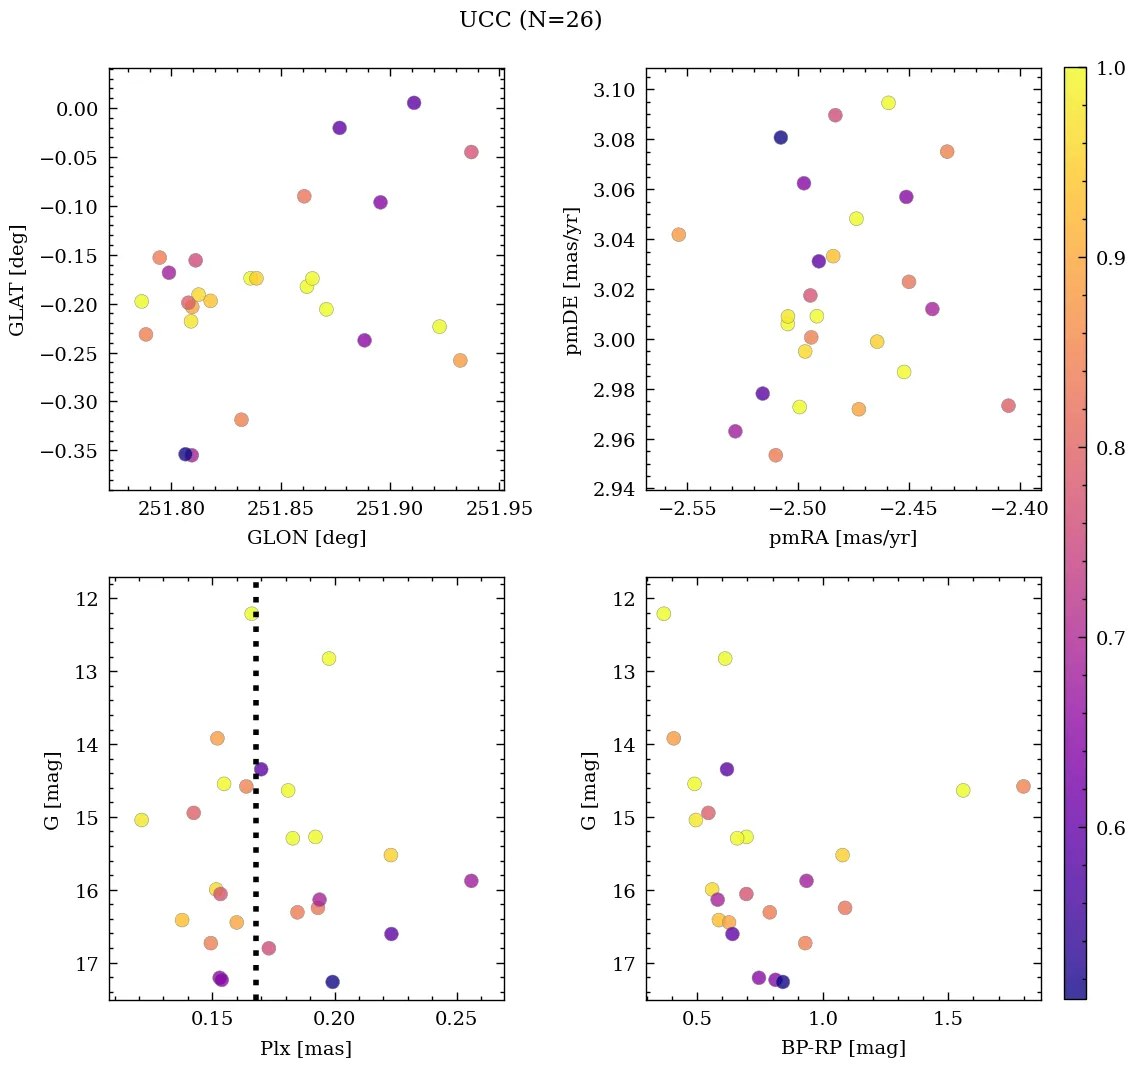 UCC (N=26)
0.00
−0.05
−0.10
−0.15
−0.20
−0.25
−0.30
−0.35
GLAT [deg]
251.80 251.85 251.90 251.95
GLON [deg]
3.10
3.08
3.06
3.04
3.02
3.00
2.98
2.96
2.94
pmDE [mas/yr]
−2.55 −2.50 −2.45 −2.40
pmRA [mas/yr]
1.0
0.9
0.8
0.7
0.6
12
13
14
15
16
17
G [mag]
0.15 0.20 0.25
Plx [mas]
12
13
14
15
16
17
G [mag]
0.5 1.0 1.5
BP-RP [mag]